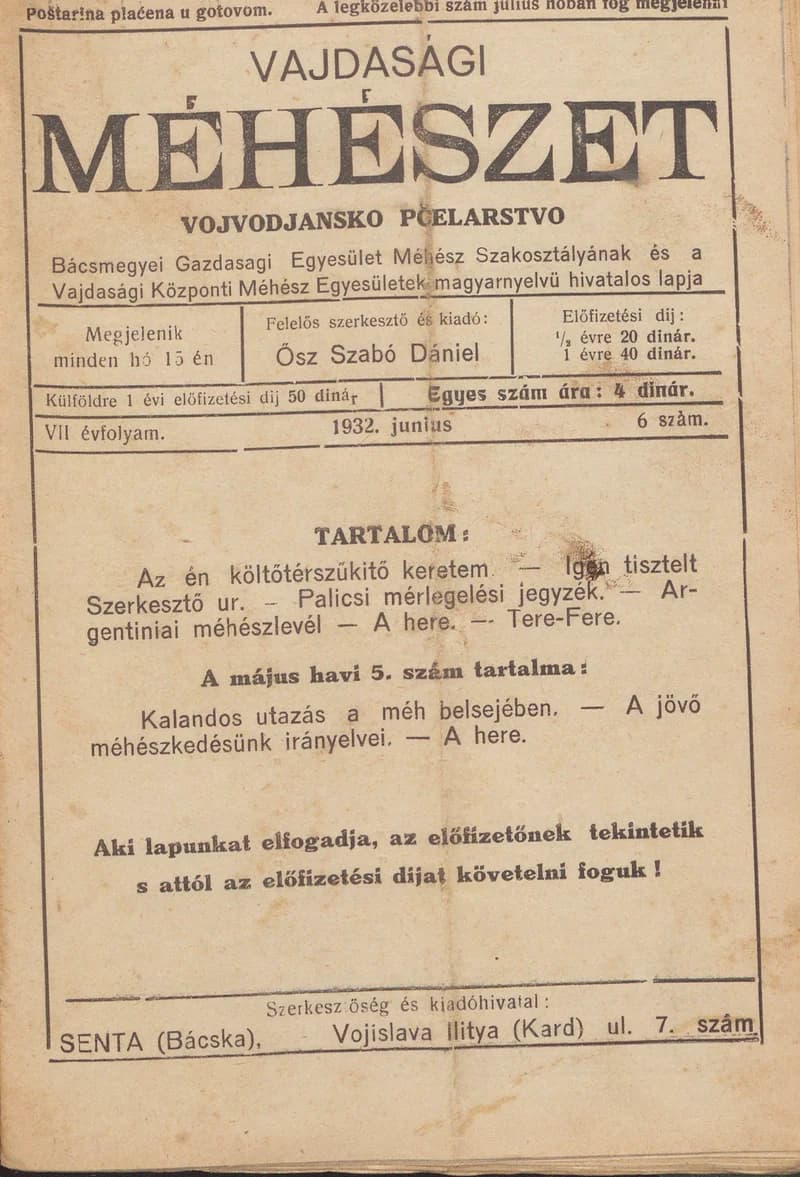 Poštarina plaćena u gotovom. A legközelebbi szám július hóban fog megjelenni
VAJDASÁGI
MÉHÉSZET
VOJVODJANSKO PČELARSTVO
Bácsmegyei Gazdasagi Egyesület Méhész Szakosztályának és a
Vajdasági Központi Méhész Egyesületek magyarnyelvü hivatalos lapja
Megjelenik
minden hó 15 én
Felelős szerkesztő és kiadó:
Ősz Szabó Dániel
Előfizetési dij:
1/2 évre 20 dinár.
1 évre 40 dinár.
Külföldre 1 évi előfizetési dij 50 dinár
Egyes szám ára: 4 dinár.
VII évfolyam.
1932. junius
6 szàm.
TARTALOM:
Az én költőtérszűkitő keretem. — Igen tisztelt
Szerkesztő ur. - Palicsi mérlegelési jegyzék. — Ar-
gentiniai méhészlevél — A here. — Tere-Fere.
A május havi 5. szám tartalma:
Kalandos utazás a méh belsejében. — A jövő
méhészkedésünk irányelvei. — A here.
Aki lapunkat elfogadja, az előfizetőnek tekintetik
s attól az előfizetési dijat követelni foguk!
Szerkesztőség és kiadóhivatal:
SENTA (Bácska), Vojislava Ilitya (Kard) ul. 7. szám.